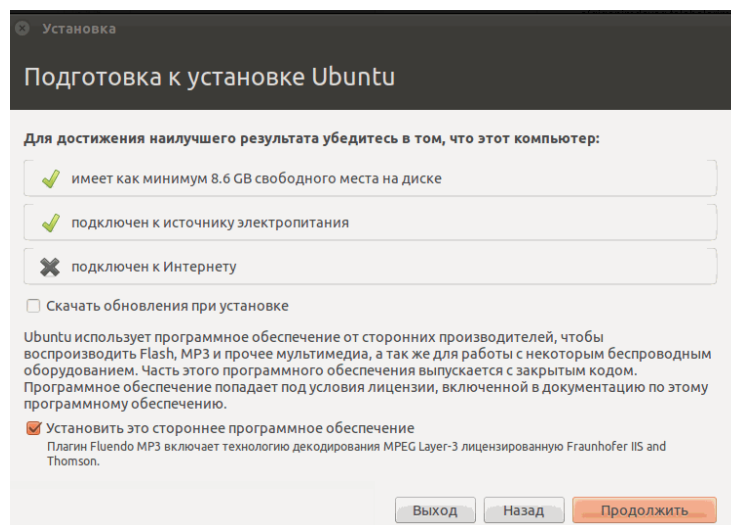 Установка
Подготовка к установке Ubuntu
Для достижения наилучшего результата убедитесь в том, что этот компьютер:
имеет как минимум 8.6 GB свободного места на диске
подключен к источнику электропитания
подключен к Интернету
Скачать обновления при установке
Ubuntu использует программное обеспечение от сторонних производителей, чтобы
воспроизводить Flash, MP3 и прочее мультимедиа, а так же для работы с некоторым беспроводным
оборудованием. Часть этого программного обеспечения выпускается с закрытым кодом.
Программное обеспечение попадает под условия лицензии, включенной в документацию по этому
программному обеспечению.
Установить это стороннее программное обеспечение
Плагин Fluendo MP3 включает технологию декодирования MPEG Layer-3 лицензированную Fraunhofer IIS and
Thomson.
Выход Назад Продолжить